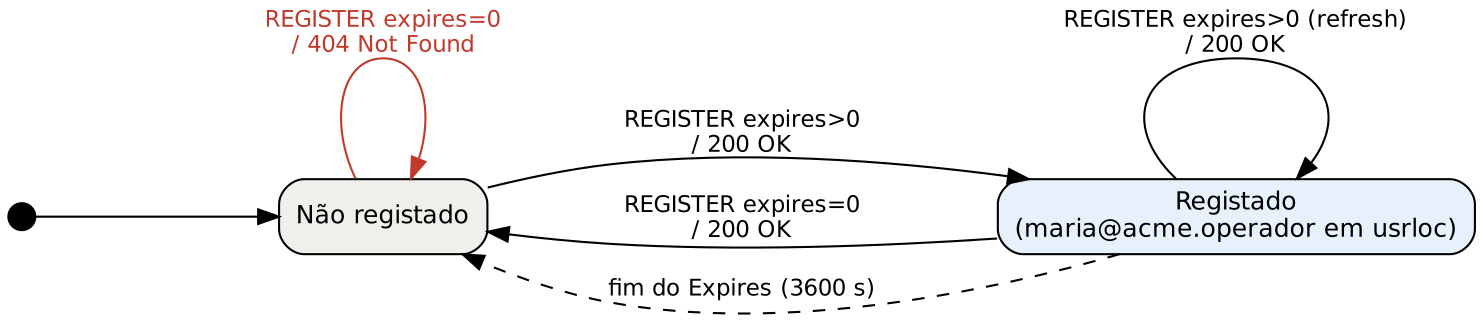 REGISTER expires=0
/ 404 Not Found
REGISTER expires>0 (refresh)
/ 200 OK
REGISTER expires>0
/ 200 OK
Não registado
REGISTER expires=0
/ 200 OK
Registado
(maria@acme.operador em usrloc)
fim do Expires (3600 s)